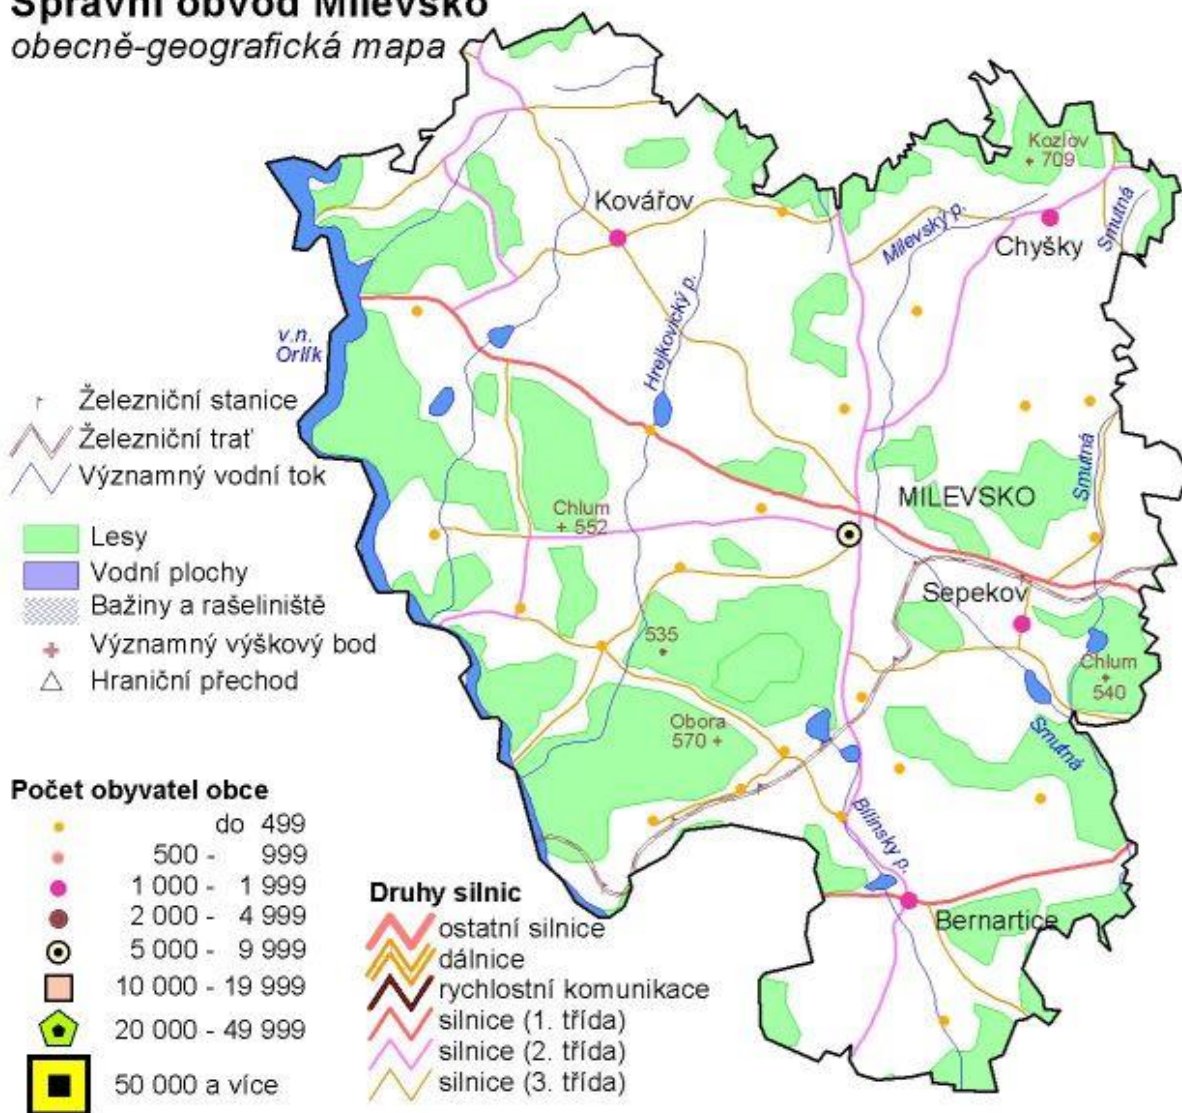 Správní obvod Milevsko
obecně-geografická mapa
Kozlov
+ 709
Kovářov
Milevský p.
Smutná
Chyšky
Hrejkovický p.
v.n.
Orlík
Železniční stanice
Železniční trať
Významný vodní tok
Smutná
MILEVSKO
Chlum
+ 552
Lesy
Vodní plochy
Bažiny a rašeliniště
Významný výškový bod
Hraniční přechod
Sepekov
535
Chlum
540
Obora
570 +
Smutná
Počet obyvatel obce
do 499
500 - 999
1 000 - 1 999
2 000 - 4 999
5 000 - 9 999
10 000 - 19 999
20 000 - 49 999
50 000 a více
Bílinský p.
Bernartice
Druhy silnic
ostatní silnice
dálnice
rychlostní komunikace
silnice (1. třída)
silnice (2. třída)
silnice (3. třída)